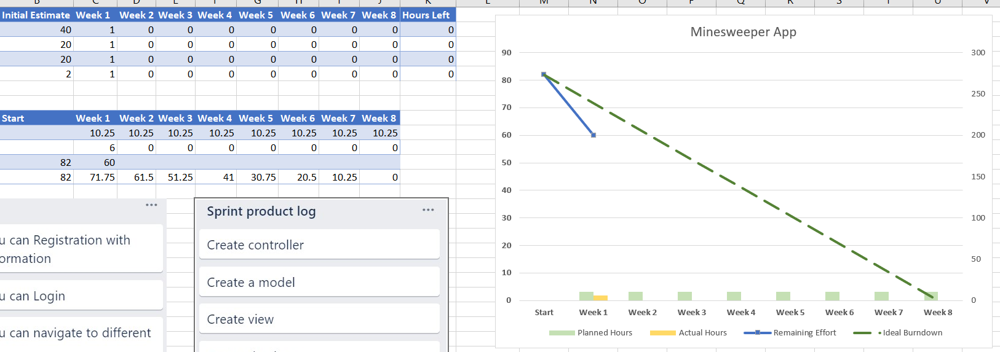 Initial Estimate Week 1 Week 2 Week 3 Week 4 Week 5 Week 6 Week 7 Week 8 Hours Left
40 1 0 0 0 0 0 0 0 0
20 1 0 0 0 0 0 0 0 0
20 1 0 0 0 0 0 0 0 0
2 1 0 0 0 0 0 0 0 0
Start Week 1 Week 2 Week 3 Week 4 Week 5 Week 6 Week 7 Week 8
10.25 10.25 10.25 10.25 10.25 10.25 10.25 10.25
6 0 0 0 0 0 0 0
82 60
82 71.75 61.5 51.25 41 30.75 20.5 10.25 0
u can Registration with
ormation
u can Login
u can navigate to different
Sprint product log
Create controller
Create a model
Create view
Minesweeper App
90 300
80
250
70
60 200
50
150
40
30 100
20
50
10
0 0
Start Week 1 Week 2 Week 3 Week 4 Week 5 Week 6 Week 7 Week 8
Planned Hours Actual Hours Remaining Effort Ideal Burndown